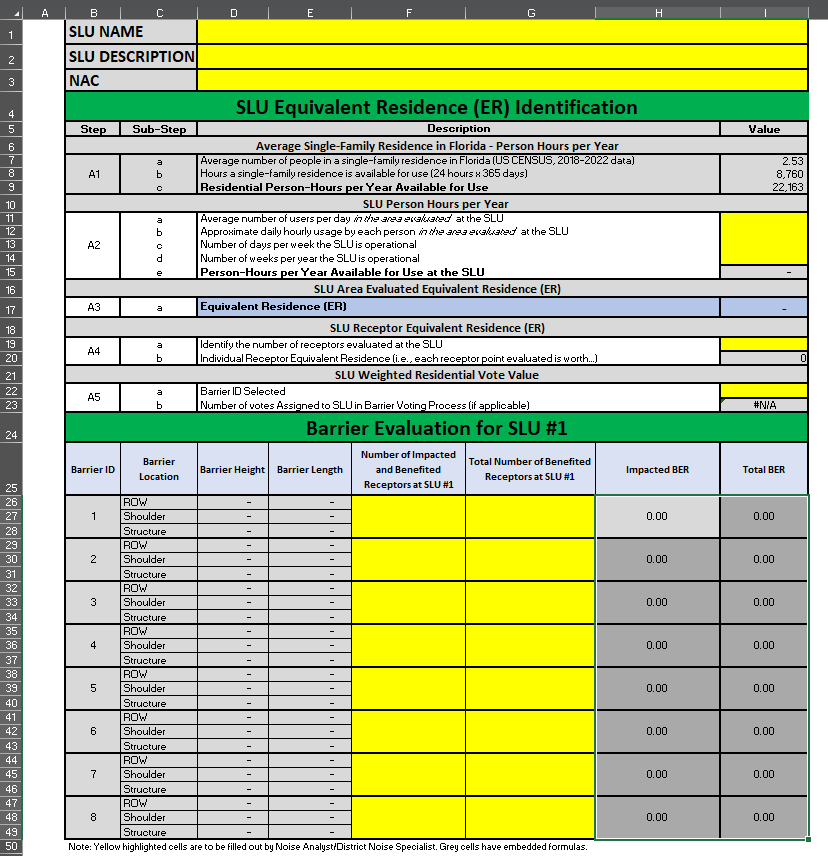 A B C D E F G H I
1 SLU NAME
2 SLU DESCRIPTION
3 NAC
4 SLU Equivalent Residence (ER) Identification
5 Step Sub-Step Description Value
6 Average Single-Family Residence in Florida - Person Hours per Year
7 a Average number of people in a single-family residence in Florida (US CENSUS, 2018-2022 data) 2.53
8 A1 b Hours a single-family residence is available for use (24 hours x 365 days) 8,760
9 c Residential Person-Hours per Year Available for Use 22,163
10 SLU Person Hours per Year
11 a Average number of users per day in the area evaluated at the SLU
12 b Approximate daily hourly usage by each person in the area evaluated at the SLU
13 A2 c Number of days per week the SLU is operational
14 d Number of weeks per year the SLU is operational
15 e Person-Hours per Year Available for Use at the SLU -
16 SLU Area Evaluated Equivalent Residence (ER)
17 A3 a Equivalent Residence (ER) -
18 SLU Receptor Equivalent Residence (ER)
19 A4 a Identify the number of receptors evaluated at the SLU
20 b Individual Receptor Equivalent Residence (i.e., each receptor point evaluated is worth...) 0
21 SLU Weighted Residential Vote Value
22 A5 a Barrier ID Selected
23 b Number of votes Assigned to SLU in Barrier Voting Process (if applicable) #N/A
24 Barrier Evaluation for SLU #1
25 Barrier ID Barrier Location Barrier Height Barrier Length Number of Impacted and Benefited Receptors at SLU #1 Total Number of Benefited Receptors at SLU #1 Impacted BER Total BER
26 ROW - -
27 1 Shoulder - - 0.00 0.00
28 Structure - -
29 ROW - -
30 2 Shoulder - - 0.00 0.00
31 Structure - -
32 ROW - -
33 3 Shoulder - - 0.00 0.00
34 Structure - -
35 ROW - -
36 4 Shoulder - - 0.00 0.00
37 Structure - -
38 ROW - -
39 5 Shoulder - - 0.00 0.00
40 Structure - -
41 ROW - -
42 6 Shoulder - - 0.00 0.00
43 Structure - -
44 ROW - -
45 7 Shoulder - - 0.00 0.00
46 Structure - -
47 ROW - -
48 8 Shoulder - - 0.00 0.00
49 Structure - -
50 Note: Yellow highlighted cells are to be filled out by Noise Analyst/District Noise Specialist. Grey cells have embedded formulas.